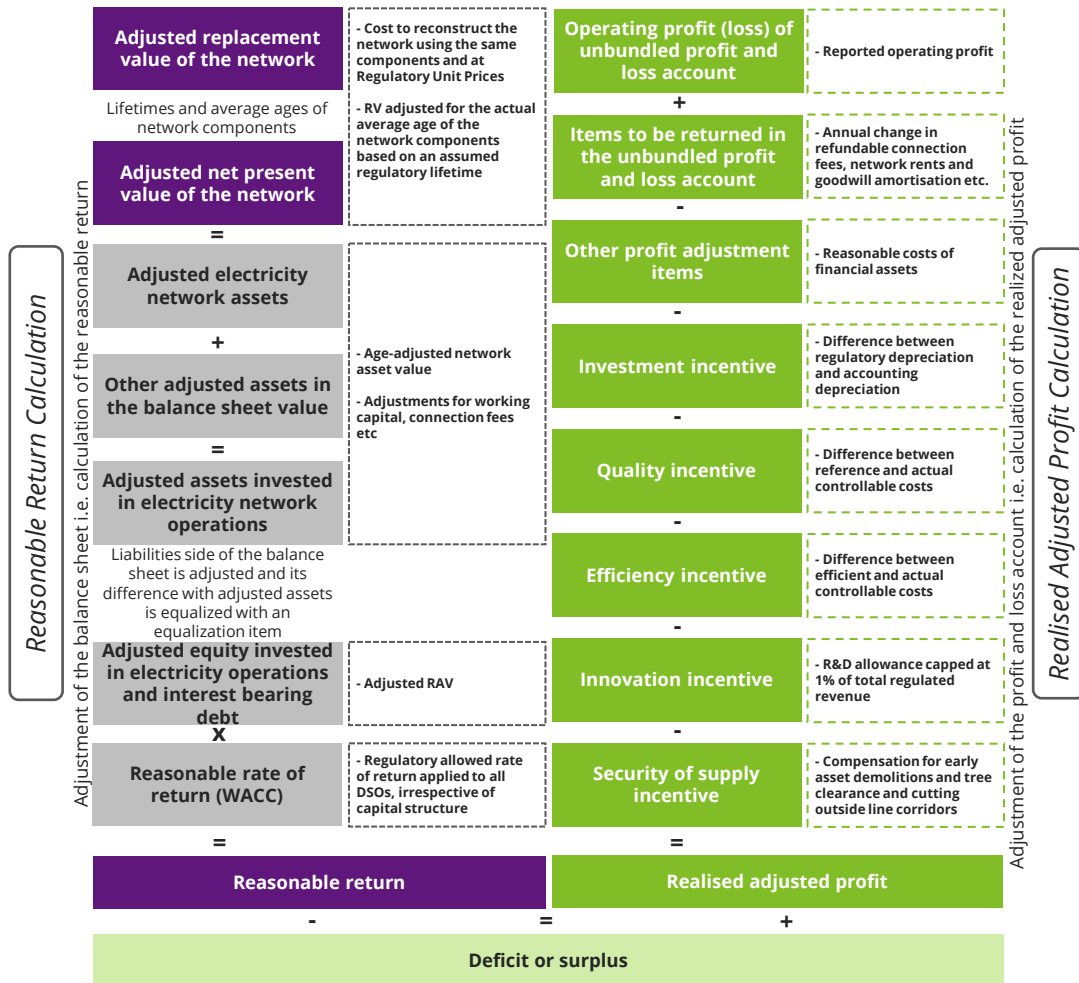 Reasonable Return Calculation
Adjustment of the balance sheet i.e. calculation of the reasonable return
Adjusted replacement
value of the network
Lifetimes and average ages of
network components
Adjusted net present
value of the network
- Cost to reconstruct the
network using the same
components and at
Regulatory Unit Prices
- RV adjusted for the actual
average age of the
network components
based on an assumed
regulatory lifetime
=
Adjusted electricity
network assets
+
Other adjusted assets in
the balance sheet value
=
Adjusted assets invested
in electricity network
operations
- Age-adjusted network
asset value
- Adjustments for working
capital, connection fees
etc
Liabilities side of the balance
sheet is adjusted and its
difference with adjusted assets
is equalized with an
equalization item
Adjusted equity invested
in electricity operations
and interest bearing
debt
- Adjusted RAV
x
Reasonable rate of
return (WACC)
- Regulatory allowed rate
of return applied to all
DSOs, irrespective of
capital structure
=
Reasonable return
Operating profit (loss) of
unbundled profit and
loss account
- Reported operating profit
+
Items to be returned in
the unbundled profit
and loss account
- Annual change in
refundable connection
fees, network rents and
goodwill amortisation etc.
-
Other profit adjustment
items
- Reasonable costs of
financial assets
-
Investment incentive
- Difference between
regulatory depreciation
and accounting
depreciation
-
Quality incentive
- Difference between
reference and actual
controllable costs
-
Efficiency incentive
- Difference between
efficient and actual
controllable costs
-
Innovation incentive
- R&D allowance capped at
1% of total regulated
revenue
-
Security of supply
incentive
- Compensation for early
asset demolitions and tree
clearance and cutting
outside line corridors
=
Realised adjusted profit
Adjustment of the profit and loss account i.e. calculation of the realized adjusted profit
Realised Adjusted Profit Calculation
- = +
Deficit or surplus